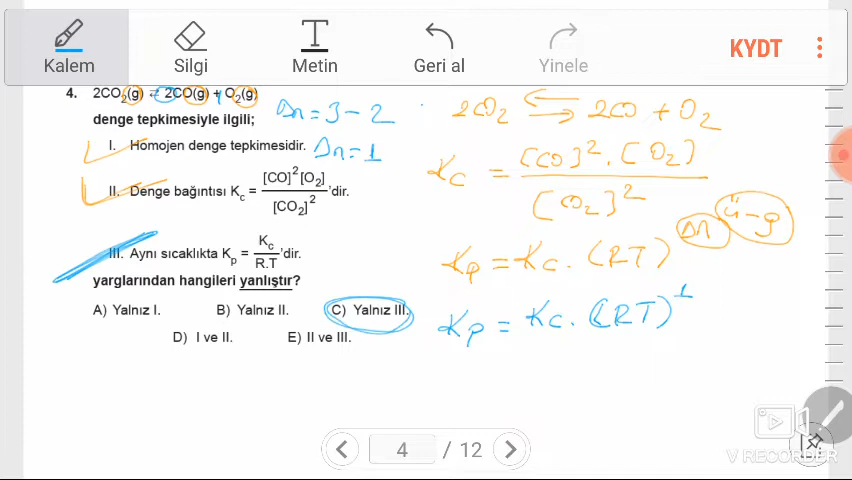 Kalem
Silgi
Metin
Geri al
Yinele
KYDT
4. 2CO2(g) ⇌ 2CO(g) + O2(g)
denge tepkimesiyle ilgili;
I. Homojen denge tepkimesidir.
II. Denge bağıntısı Kc = [CO]²[O2] / [CO2]² 'dir.
III. Aynı sıcaklıkta Kp = Kc / R.T 'dir.
yarglarından hangileri yanlıştır?
A) Yalnız I.
B) Yalnız II.
C) Yalnız III.
D) I ve II.
E) II ve III.
Δn = 3 - 2
Δn = 1
2CO2 ⇌ 2CO + O2
Kc = [CO]² . [O2] / [CO2]²
Kp = Kc . (RT)^Δn
ü - g
Kp = Kc . (RT)^1
4 / 12
V RECORDER